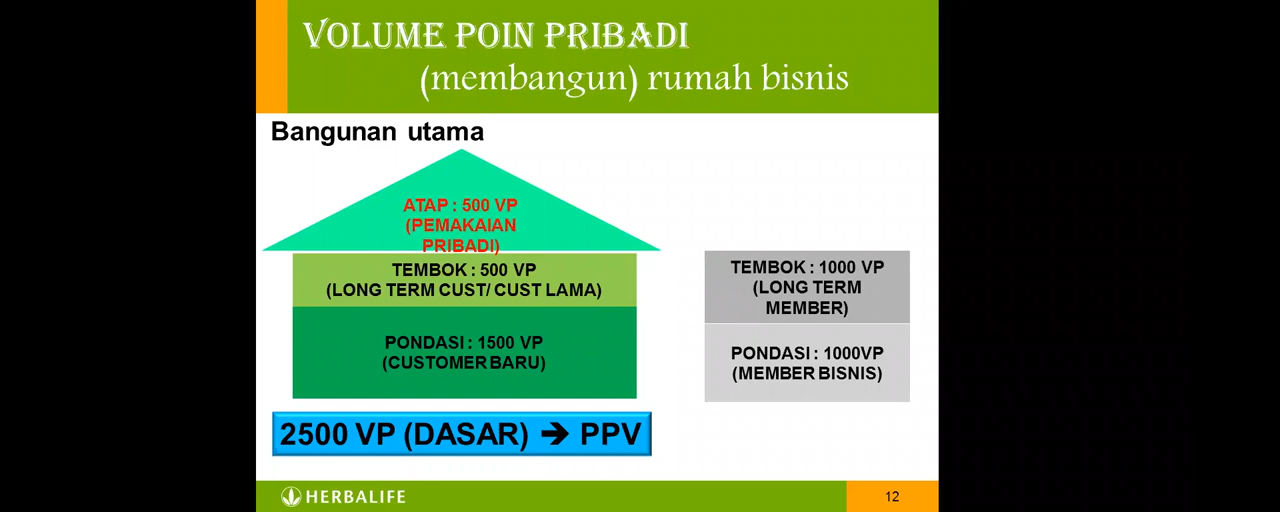 VOLUME POIN PRIBADI
(membangun) rumah bisnis
Bangunan utama
ATAP : 500 VP
(PEMAKAIAN
PRIBADI)
TEMBOK : 500 VP
(LONG TERM CUST/ CUST LAMA)
PONDASI : 1500 VP
(CUSTOMER BARU)
2500 VP (DASAR) ➔ PPV
TEMBOK : 1000 VP
(LONG TERM
MEMBER)
PONDASI : 1000VP
(MEMBER BISNIS)
HERBALIFE
12